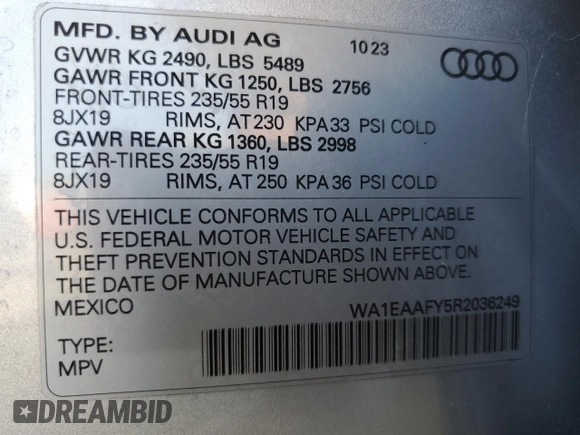 MFD. BY AUDI AG 10 23
GVWR KG 2490, LBS 5489
GAWR FRONT KG 1250, LBS 2756
FRONT-TIRES 235/55 R19
8JX19 RIMS, AT 230 KPA 33 PSI COLD
GAWR REAR KG 1360, LBS 2998
REAR-TIRES 235/55 R19
8JX19 RIMS, AT 250 KPA 36 PSI COLD
THIS VEHICLE CONFORMS TO ALL APPLICABLE
U.S. FEDERAL MOTOR VEHICLE SAFETY AND
THEFT PREVENTION STANDARDS IN EFFECT ON
THE DATE OF MANUFACTURE SHOWN ABOVE.
MEXICO WA1EAAFY5R2036249
TYPE:
MPV
DREAMBID